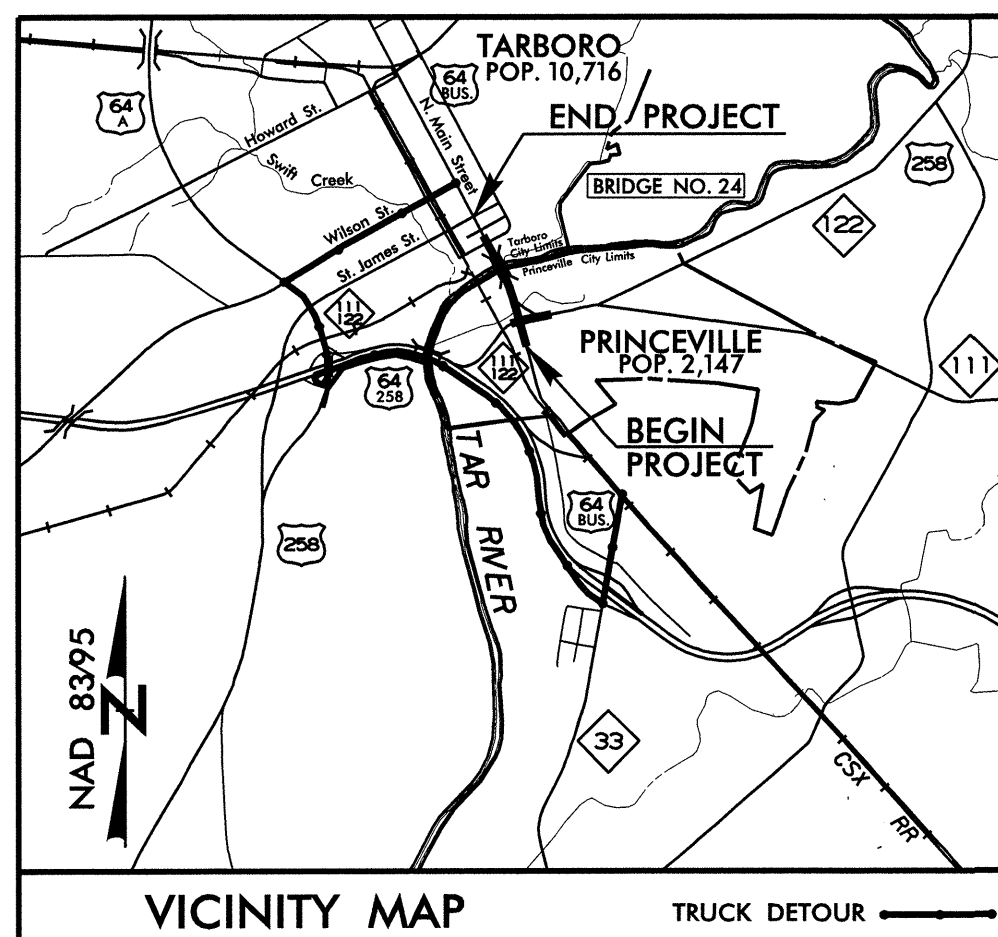 TARBORO
POP. 10,716
64
BUS.
64
A
N. Main Street
END PROJECT
Howard St.
258
Swift
Creek
BRIDGE NO. 24
122
Wilson St.
Tarboro
City Limits
St. James St.
Princeville City Limits
111
122
PRINCEVILLE
POP. 2,147
111
122
111
64
258
BEGIN
PROJECT
TAR RIVER
64
BUS.
258
NAD 83/95
N
33
CSX RR
VICINITY MAP
TRUCK DETOUR